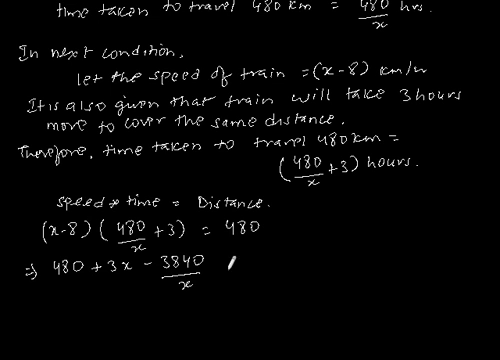 time taken to travel 480 km = 480/x hrs.
In next condition,
let the speed of train = (x-8) km/hr
It is also given that train will take 3 hours
more to cover the same distance.
Therefore, time taken to travel 480 km =
(480/x + 3) hours.
Speed * time = Distance.
(x-8) (480/x + 3) = 480
⇒ 480 + 3x - 3840/x